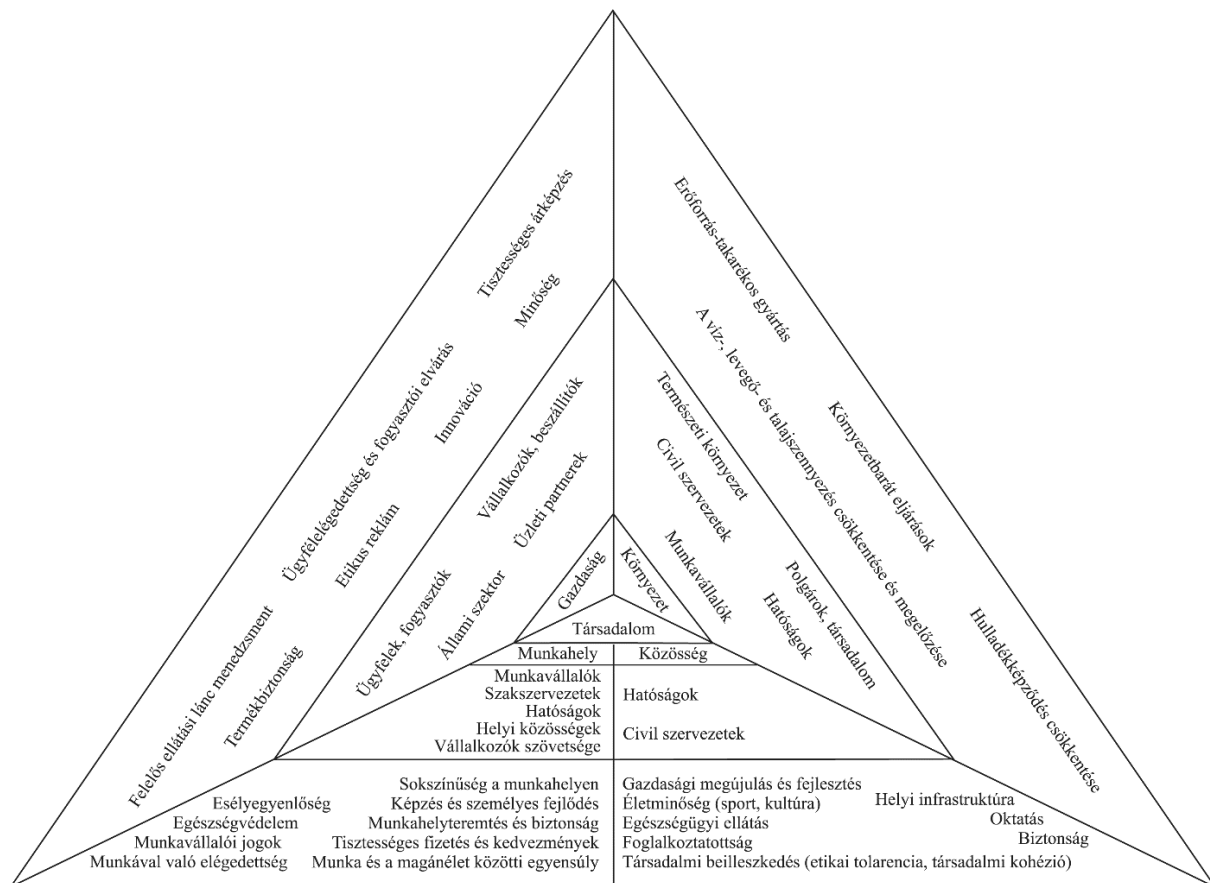 Tisztességes árképzés
Minőség
Ügyfélelégedettség és fogyasztói elvárás
Innováció
Etikus reklám
Felelős ellátási lánc menedzsment
Termékbiztonság
Erőforrás-takarékos gyártás
A víz-, levegő- és talajszennyezés csökkentése és megelőzése
Környezetbarát eljárások
Hulladékképződés csökkentése
Vállalkozók, beszállítók
Üzleti partnerek
Ügyfelek, fogyasztók
Állami szektor
Természeti környezet
Civil szervezetek
Munkavállalók
Polgárok, társadalom
Hatóságok
Gazdaság
Környezet
Társadalom
Munkahely
Közösség
Munkavállalók
Szakszervezetek
Hatóságok
Helyi közösségek
Vállalkozók szövetsége
Hatóságok
Civil szervezetek
Esélyegyenlőség
Egészségvédelem
Munkavállalói jogok
Munkával való elégedettség
Sokszínűség a munkahelyen
Képzés és személyes fejlődés
Munkahelyteremtés és biztonság
Tisztességes fizetés és kedvezmények
Munka és a magánélet közötti egyensúly
Gazdasági megújulás és fejlesztés
Életminőség (sport, kultúra)
Egészségügyi ellátás
Foglalkoztatottság
Társadalmi beilleszkedés (etikai tolarencia, társadalmi kohézió)
Helyi infrastruktúra
Oktatás
Biztonság